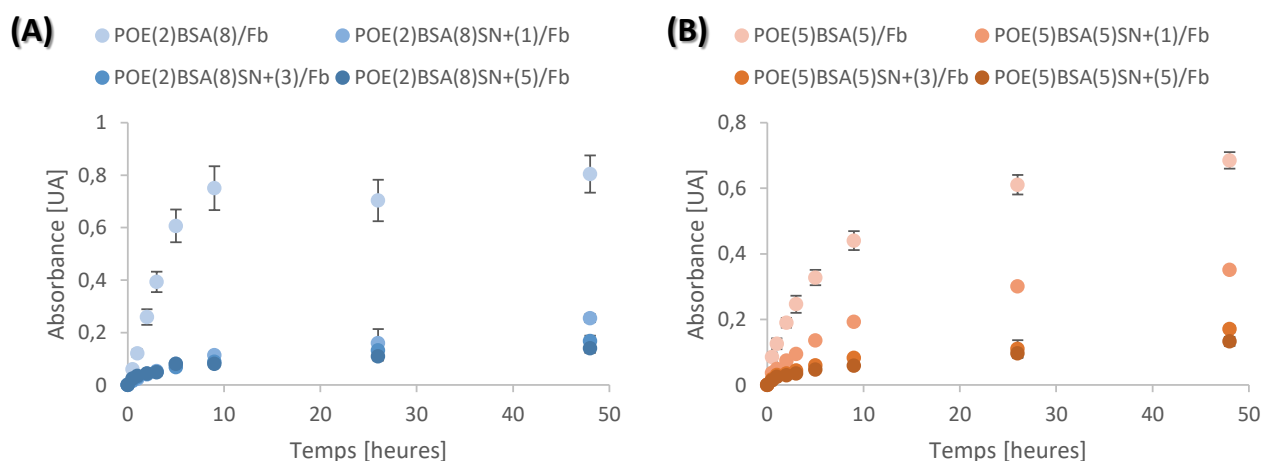 (A)
POE(2)BSA(8)/Fb POE(2)BSA(8)SN+(1)/Fb
POE(2)BSA(8)SN+(3)/Fb POE(2)BSA(8)SN+(5)/Fb
1
0,8
0,6
0,4
0,2
0
Absorbance [UA]
0 10 20 30 40 50
Temps [heures]
(B)
POE(5)BSA(5)/Fb POE(5)BSA(5)SN+(1)/Fb
POE(5)BSA(5)SN+(3)/Fb POE(5)BSA(5)SN+(5)/Fb
0,8
0,6
0,4
0,2
0
Absorbance [UA]
0 10 20 30 40 50
Temps [heures]